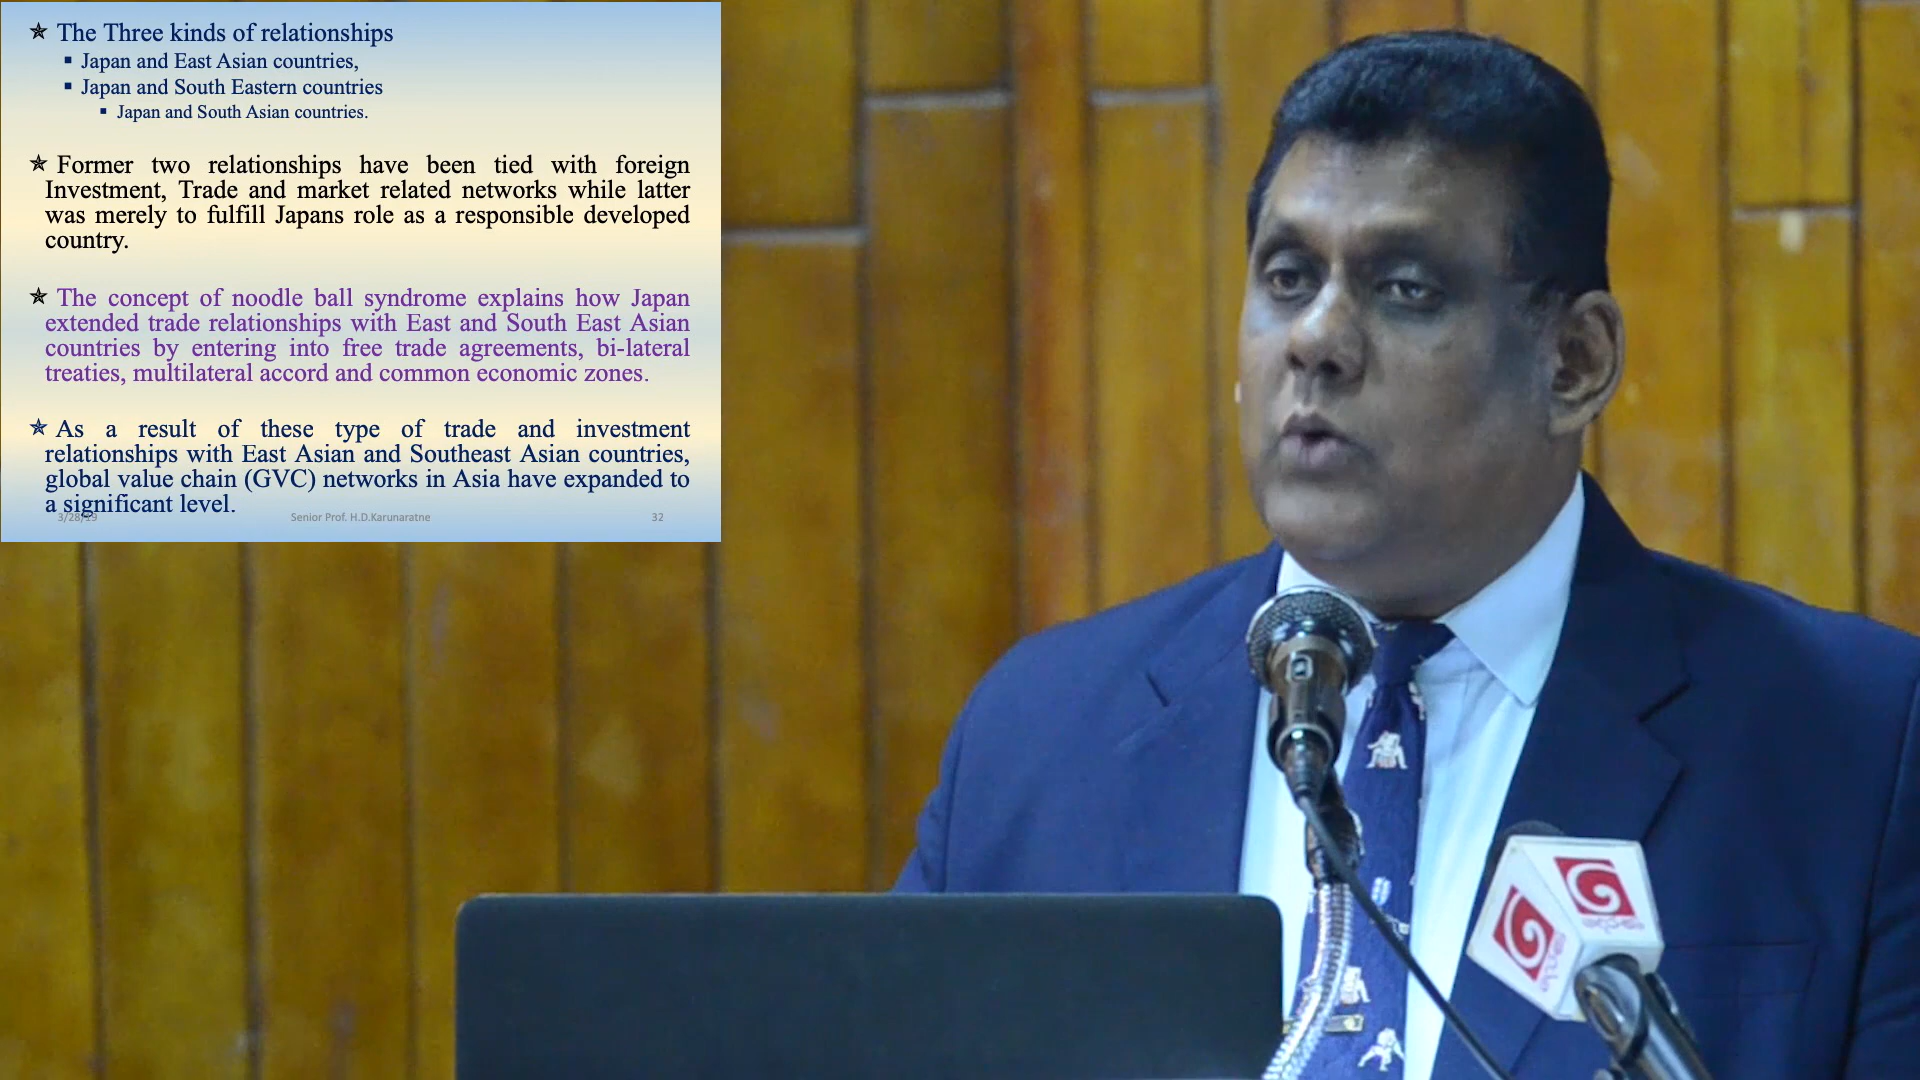 The Three kinds of relationships
Japan and East Asian countries,
Japan and South Eastern countries
Japan and South Asian countries.
Former two relationships have been tied with foreign
Investment, Trade and market related networks while latter
was merely to fulfill Japans role as a responsible developed
country.
The concept of noodle ball syndrome explains how Japan
extended trade relationships with East and South East Asian
countries by entering into free trade agreements, bi-lateral
treaties, multilateral accord and common economic zones.
As a result of these type of trade and investment
relationships with East Asian and Southeast Asian countries,
global value chain (GVC) networks in Asia have expanded to
a significant level.
3/28/19 Senior Prof. H.D.Karunaratne 32